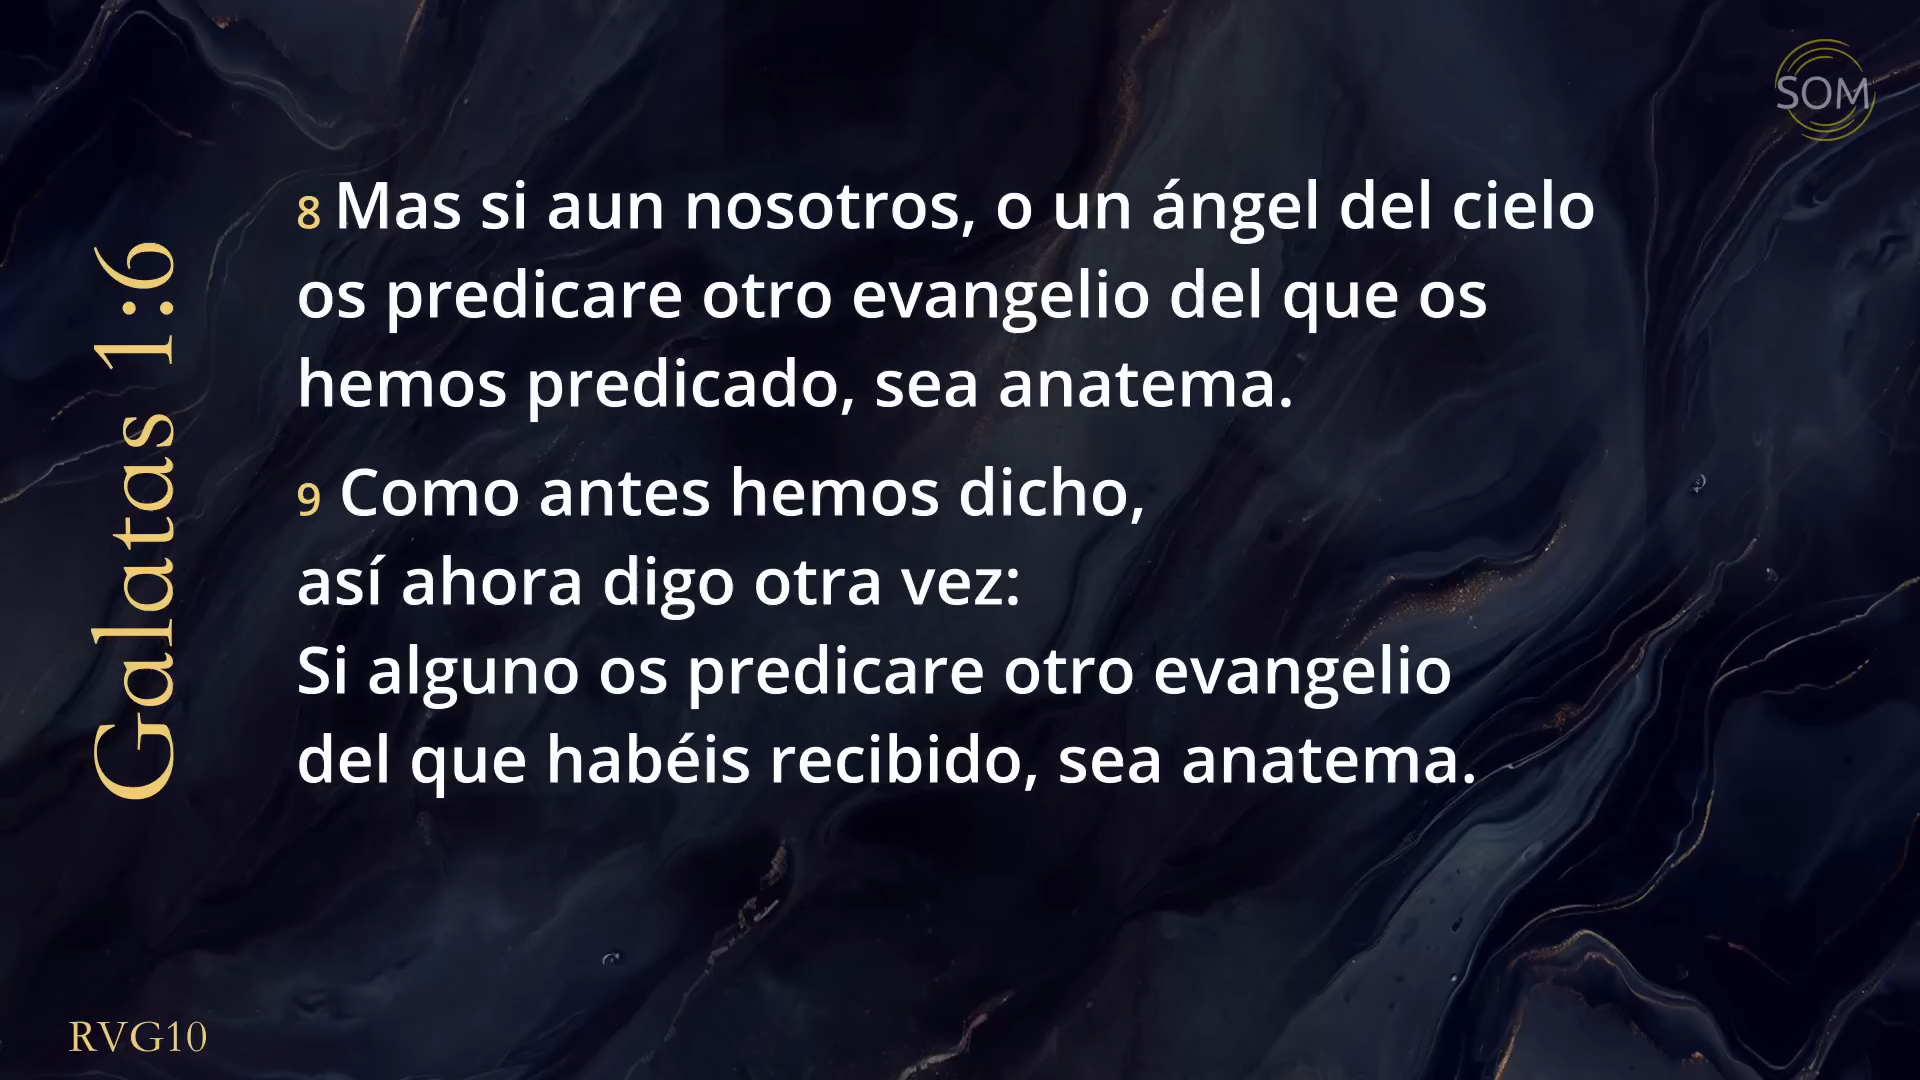 Galatas 1:6
SOM
8 Mas si aun nosotros, o un ángel del cielo
os predicare otro evangelio del que os
hemos predicado, sea anatema.
9 Como antes hemos dicho,
así ahora digo otra vez:
Si alguno os predicare otro evangelio
del que habéis recibido, sea anatema.
RVG10